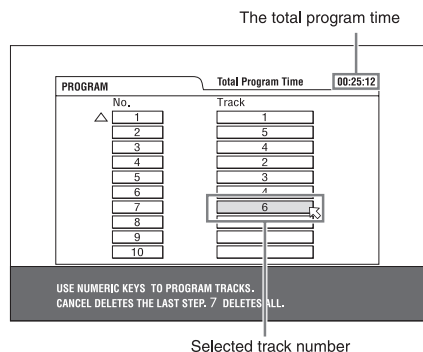 The total program time
PROGRAM Total Program Time 00:25:12
No. Track
1 1
2 5
3 4
4 2
5 3
6 4
7 6
8
9
10
USE NUMERIC KEYS TO PROGRAM TRACKS.
CANCEL DELETES THE LAST STEP. 7 DELETES ALL.
Selected track number